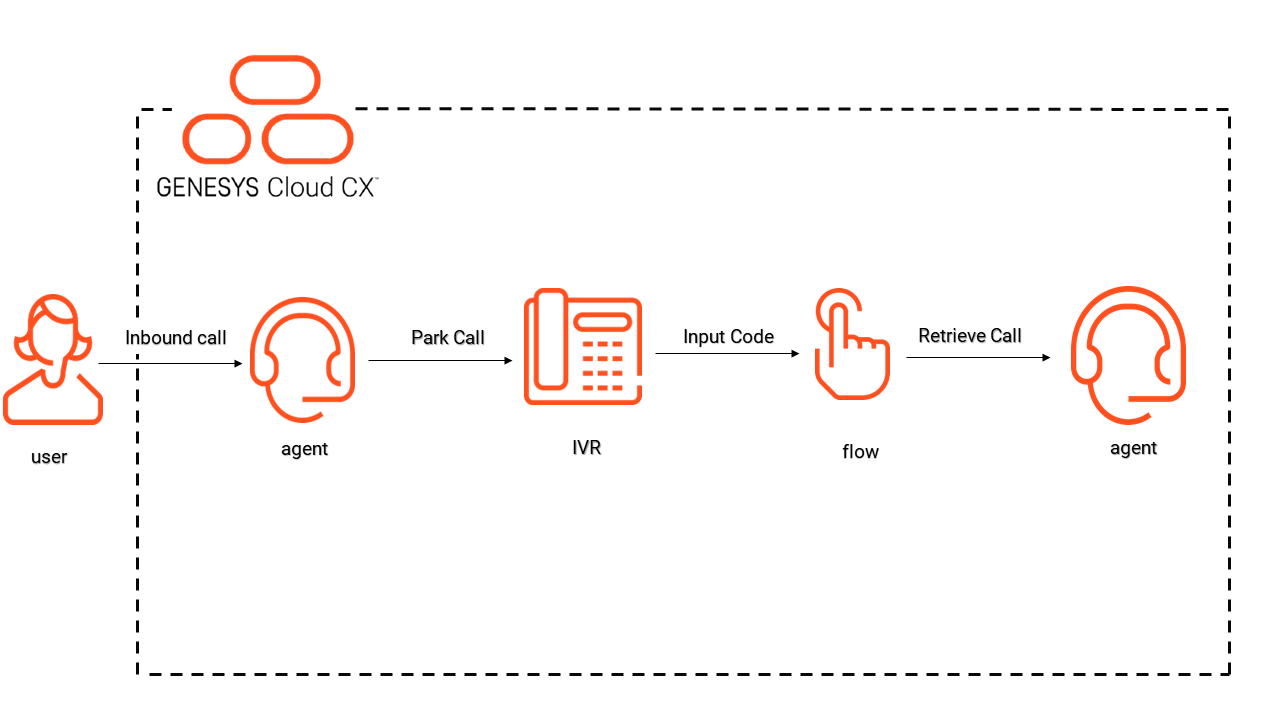 GENESYS Cloud CX™
Inbound call
Park Call
Input Code
Retrieve Call
user
agent
IVR
flow
agent